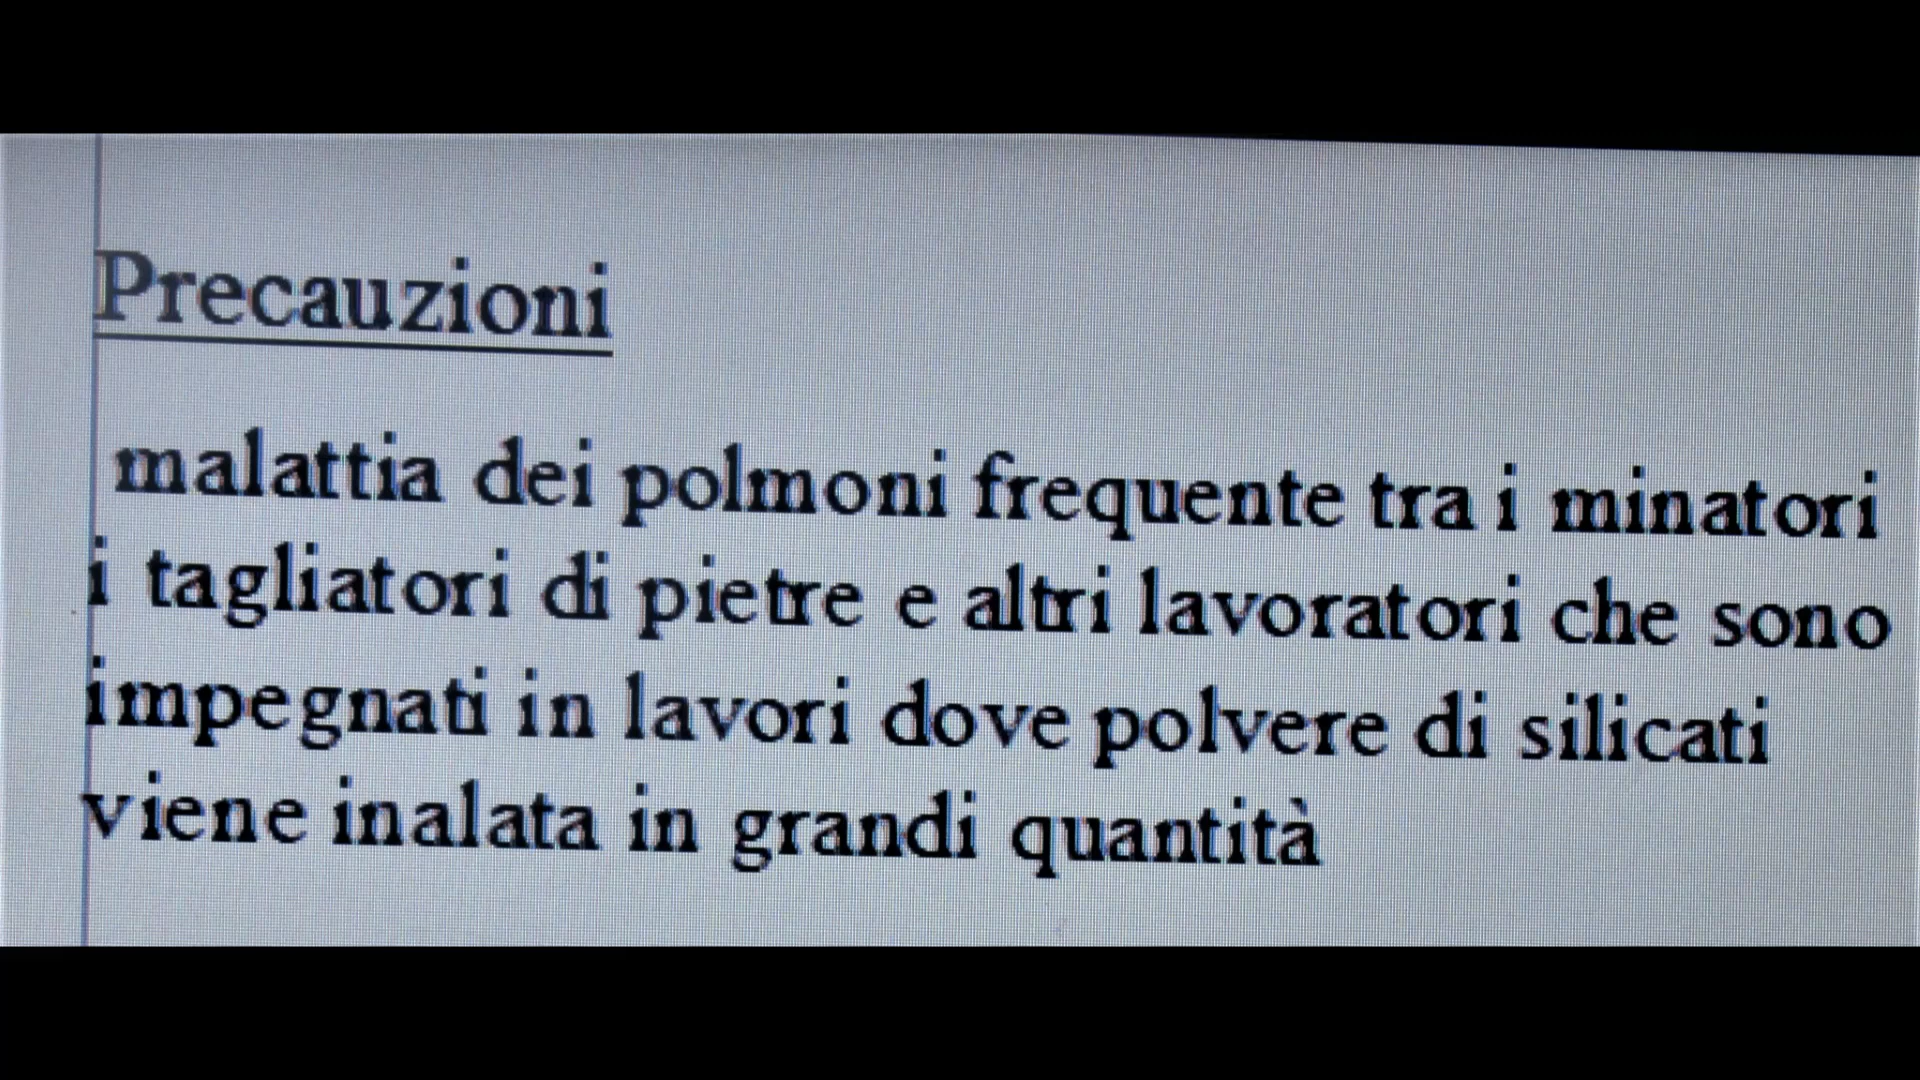 Precauzioni
malattia dei polmoni frequente tra i minatori
i tagliatori di pietre e altri lavoratori che sono
impegnati in lavori dove polvere di silicati
viene inalata in grandi quantità